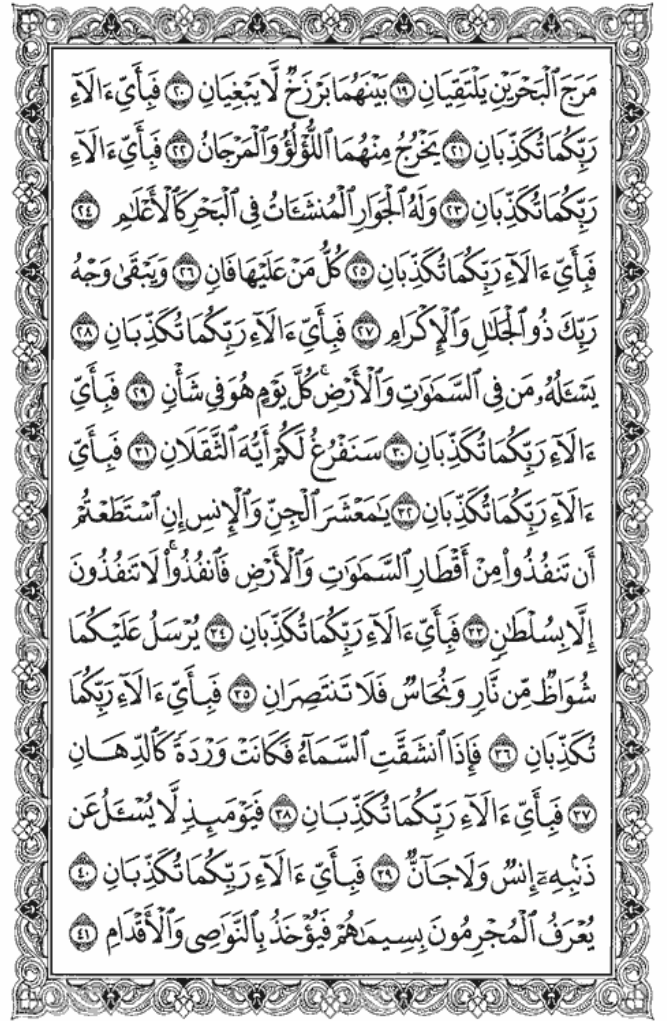 مَرَجَ ٱلْبَحْرَيْنِ يَلْتَقِيَانِ ١٩ بَيْنَهُمَا بَرْزَخٌ لَّا يَبْغِيَانِ ٢٠ فَبِأَىِّ ءَالَآءِ
رَبِّكُمَا تُكَذِّبَانِ ٢١ يَخْرُجُ مِنْهُمَا ٱللُّؤْلُؤُ وَٱلْمَرْجَانُ ٢٢ فَبِأَىِّ ءَالَآءِ
رَبِّكُمَا تُكَذِّبَانِ ٢٣ وَلَهُ ٱلْجَوَارِ ٱلْمُنشَـَٔاتُ فِى ٱلْبَحْرِ كَٱلْأَعْلَٰمِ ٢٤
فَبِأَىِّ ءَالَآءِ رَبِّكُمَا تُكَذِّبَانِ ٢٥ كُلُّ مَنْ عَلَيْهَا فَانٍ ٢٦ وَيَبْقَىٰ وَجْهُ
رَبِّكَ ذُو ٱلْجَلَٰلِ وَٱلْإِكْرَامِ ٢٧ فَبِأَىِّ ءَالَآءِ رَبِّكُمَا تُكَذِّبَانِ ٢٨
يَسْـَٔلُهُۥ مَن فِى ٱلسَّمَٰوَٰتِ وَٱلْأَرْضِ ۚ كُلَّ يَوْمٍ هُوَ فِى شَأْنٍ ٢٩ فَبِأَىِّ
ءَالَآءِ رَبِّكُمَا تُكَذِّبَانِ ٣٠ سَنَفْرُغُ لَكُمْ أَيُّهَ ٱلثَّقَلَانِ ٣١ فَبِأَىِّ
ءَالَآءِ رَبِّكُمَا تُكَذِّبَانِ ٣٢ يَٰمَعْشَرَ ٱلْجِنِّ وَٱلْإِنسِ إِنِ ٱسْتَطَعْتُمْ
أَن تَنفُذُوا۟ مِنْ أَقْطَارِ ٱلسَّمَٰوَٰتِ وَٱلْأَرْضِ فَٱنفُذُوا۟ ۚ لَا تَنفُذُونَ
إِلَّا بِسُلْطَٰنٍ ٣٣ فَبِأَىِّ ءَالَآءِ رَبِّكُمَا تُكَذِّبَانِ ٣٤ يُرْسَلُ عَلَيْكُمَا
شُوَاظٌ مِّن نَّارٍ وَنُحَاسٌ فَلَا تَنتَصِرَانِ ٣٥ فَبِأَىِّ ءَالَآءِ رَبِّكُمَا
تُكَذِّبَانِ ٣٦ فَإِذَا ٱنشَقَّتِ ٱلسَّمَآءُ فَكَانَتْ وَرْدَةً كَٱلدِّهَانِ
٣٧ فَبِأَىِّ ءَالَآءِ رَبِّكُمَا تُكَذِّبَانِ ٣٨ فَيَوْمَئِذٍ لَّا يُسْـَٔلُ عَن
ذَنۢبِهِۦٓ إِنسٌ وَلَا جَآنٌّ ٣٩ فَبِأَىِّ ءَالَآءِ رَبِّكُمَا تُكَذِّبَانِ ٤٠
يُعْرَفُ ٱلْمُجْرِمُونَ بِسِيمَٰهُمْ فَيُؤْخَذُ بِٱلنَّوَٰصِى وَٱلْأَقْدَامِ ٤١